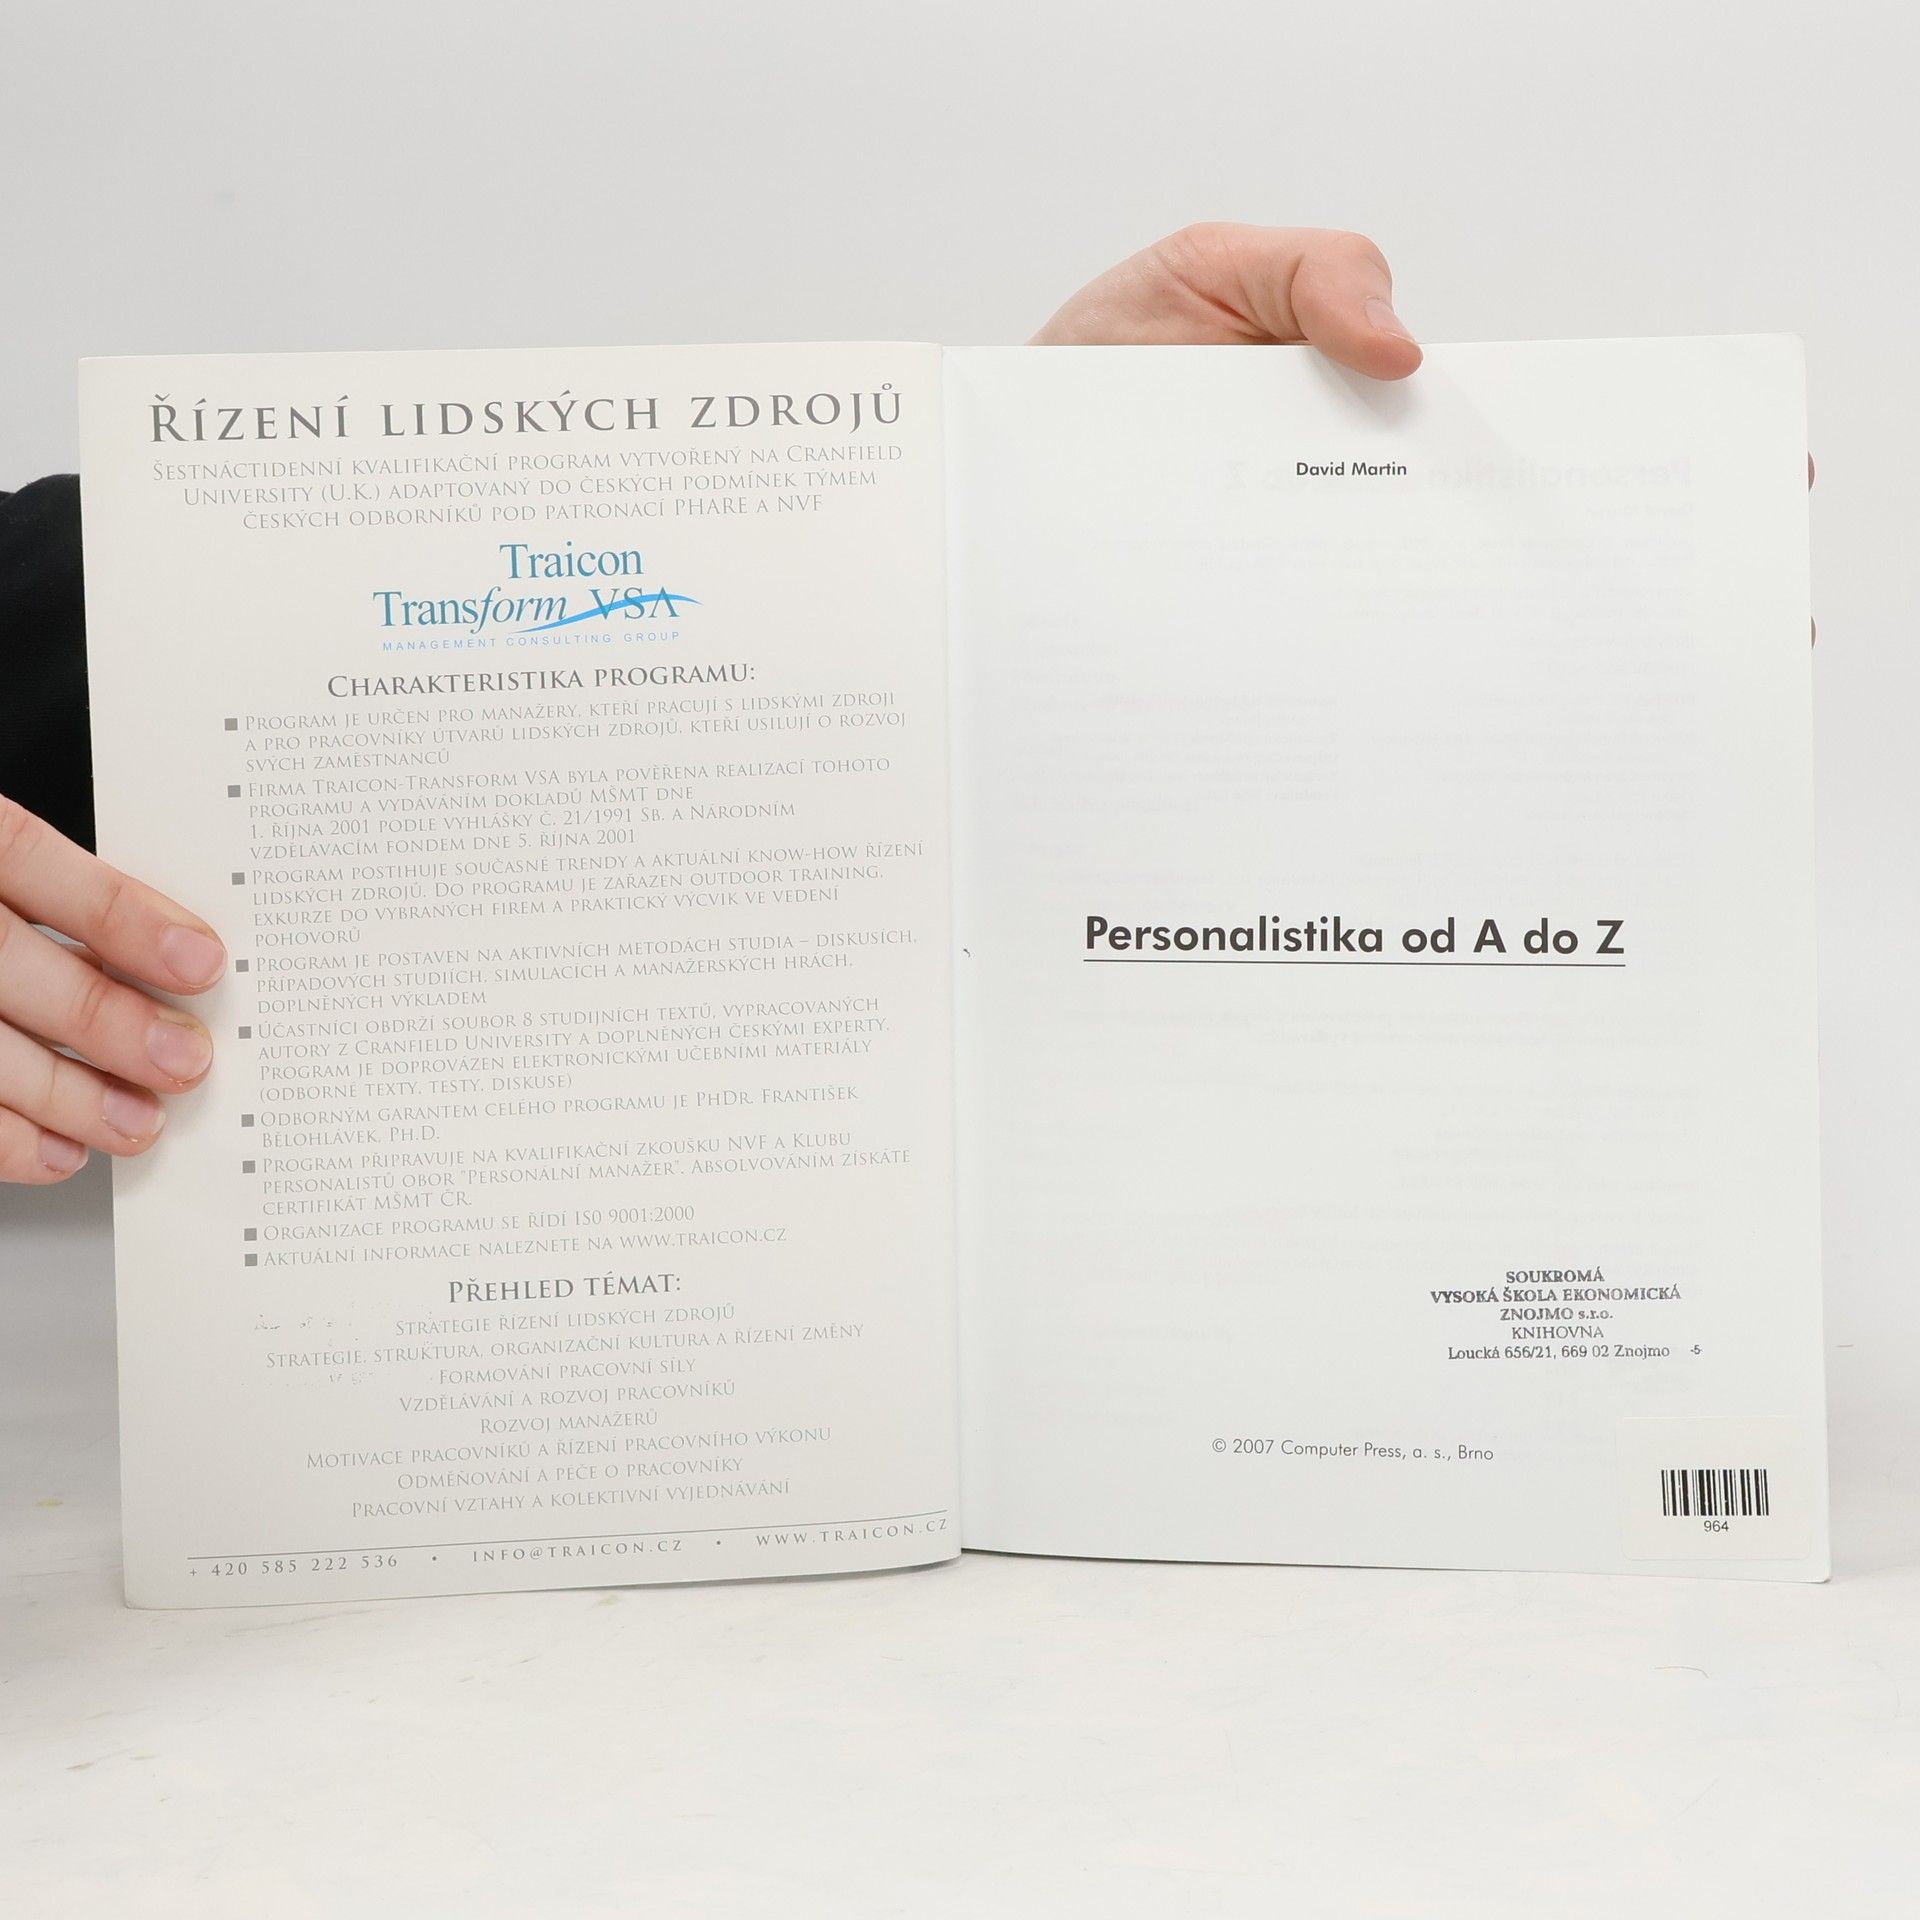 ŘÍZENÍ LIDSKÝCH ZDROJŮ
ŠESTNÁCTIDENNÍ KVALIFIKAČNÍ PROGRAM VYTVOŘENÝ NA CRANFIELD
UNIVERSITY (U.K.) ADAPTOVANÝ DO ČESKÝCH PODMÍNEK TÝMEM
ČESKÝCH ODBORNÍKŮ POD PATRONACÍ PHARE A NVF
Traicon
Transform VSA
MANAGEMENT CONSULTING GROUP
CHARAKTERISTIKA PROGRAMU:
■ PROGRAM JE URČEN PRO MANAŽERY, KTEŘÍ PRACUJÍ S LIDSKÝMI ZDROJI
A PRO PRACOVNÍKY ÚTVARŮ LIDSKÝCH ZDROJŮ, KTEŘÍ USILUJÍ O ROZVOJ
SVÝCH ZAMĚSTNANCŮ
■ FIRMA TRAICON-TRANSFORM VSA BYLA POVĚŘENA REALIZACÍ TOHOTO
PROGRAMU A VYDÁVÁNÍM DOKLADŮ MŠMT DNE
1. ŘÍJNA 2001 PODLE VYHLÁŠKY Č. 21/1991 SB. A NÁRODNÍM
VZDĚLAVACÍM FONDEM DNE 5. ŘÍJNA 2001
■ PROGRAM POSTIHUJE SOUČASNÉ TRENDY A AKTUÁLNÍ KNOW-HOW ŘÍZENÍ
LIDSKÝCH ZDROJŮ. DO PROGRAMU JE ZAŘAZEN OUTDOOR TRAINING,
EXKURZE DO VYBRANÝCH FIREM A PRAKTICKÝ VÝCVIK VE VEDENÍ
POHOVORŮ
■ PROGRAM JE POSTAVEN NA AKTIVNÍCH METODÁCH STUDIA – DISKUSÍCH,
PŘÍPADOVÝCH STUDIÍCH, SIMULACÍCH A MANAŽERSKÝCH HRÁCH,
DOPLNĚNÝCH VÝKLADEM
■ ÚČASTNÍCI OBDRŽÍ SOUBOR 8 STUDIJNÍCH TEXTŮ, VYPRACOVANÝCH
AUTORY Z CRANFIELD UNIVERSITY A DOPLNĚNÝCH ČESKÝMI EXPERTY.
PROGRAM JE DOPROVÁZEN ELEKTRONICKÝMI UČEBNÍMI MATERIÁLY
(ODBORNÉ TEXTY, TESTY, DISKUSE)
■ ODBORNÝM GARANTEM CELÉHO PROGRAMU JE PHDR. FRANTIŠEK
BĚLOHLÁVEK, PH.D.
■ PROGRAM PŘIPRAVUJE NA KVALIFIKAČNÍ ZKOUŠKU NVF A KLUBU
PERSONALISTŮ OBOR "PERSONÁLNÍ MANAŽER". ABSOLVOVÁNÍM ZÍSKÁTE
CERTIFIKÁT MŠMT ČR.
■ ORGANIZACE PROGRAMU SE ŘÍDÍ IS0 9001:2000
■ AKTUÁLNÍ INFORMACE NALEZNETE NA WWW.TRAICON.CZ
PŘEHLED TÉMAT:
STRATEGIE ŘÍZENÍ LIDSKÝCH ZDROJŮ
STRATEGIE, STRUKTURA, ORGANIZAČNÍ KULTURA A ŘÍZENÍ ZMĚNY
FORMOVÁNÍ PRACOVNÍ SÍLY
VZDĚLÁVÁNÍ A ROZVOJ PRACOVNÍKŮ
ROZVOJ MANAŽERŮ
MOTIVACE PRACOVNÍKŮ A ŘÍZENÍ PRACOVNÍHO VÝKONU
ODMĚŇOVÁNÍ A PEČE O PRACOVNÍKY
PRACOVNÍ VZTAHY A KOLEKTIVNÍ VYJEDNÁVÁNÍ
+ 420 585 222 536 • INFO@TRAICON.CZ • WWW.TRAICON.CZ
David Martin
Personalistika od A do Z
SOUKROMÁ
VYSOKÁ ŠKOLA EKONOMICKÁ
ZNOJMO s.r.o.
KNIHOVNA
Loucká 656/21, 669 02 Znojmo -5-
© 2007 Computer Press, a. s., Brno
964